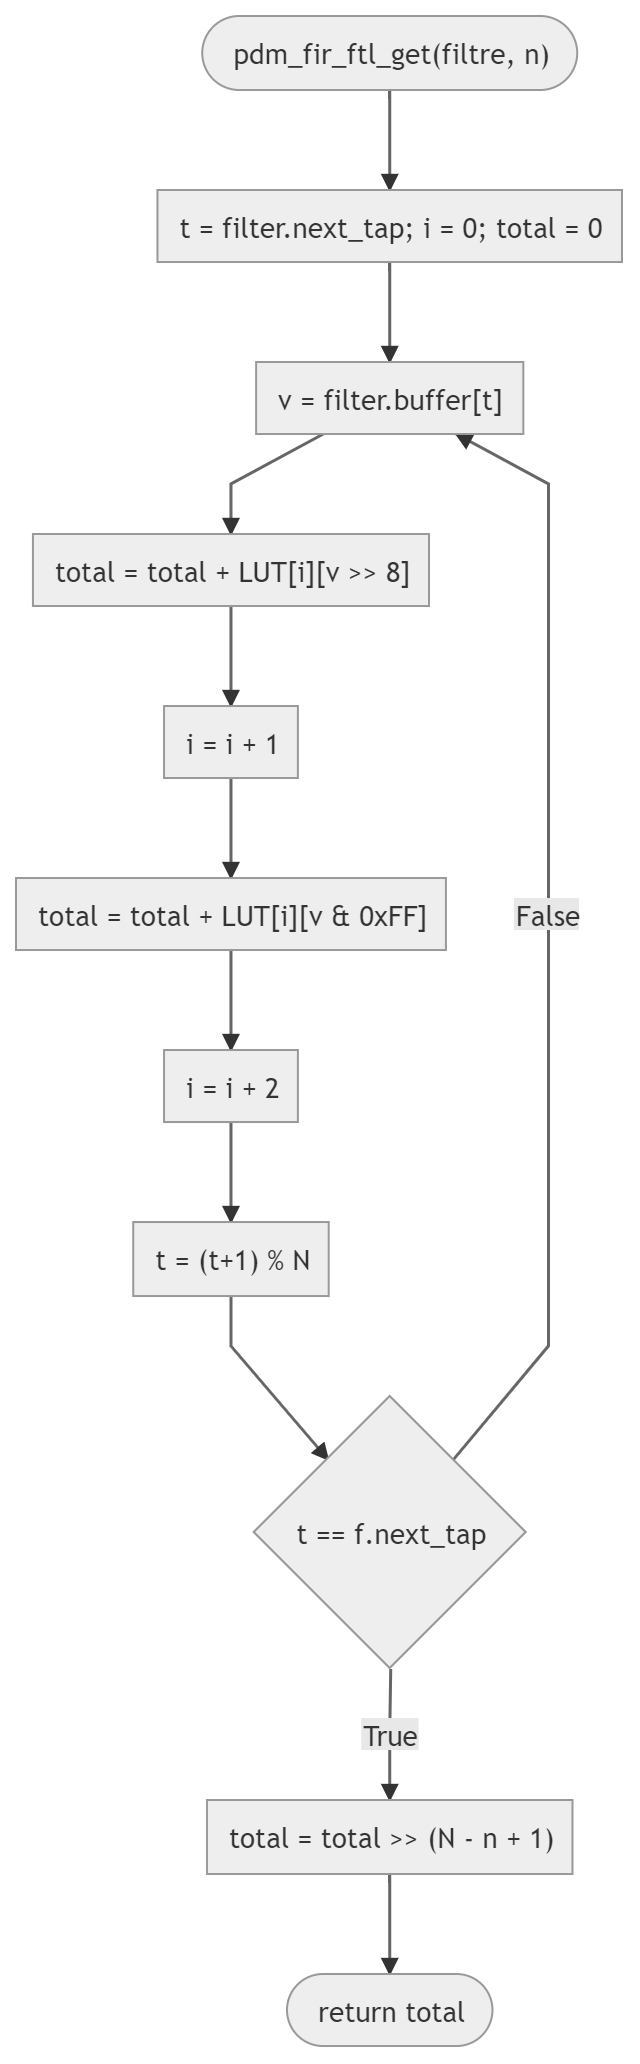 pdm_fir_ftl_get(filtre, n)
t = filter.next_tap; i = 0; total = 0
v = filter.buffer[t]
total = total + LUT[i][v >> 8]
i = i + 1
total = total + LUT[i][v & 0xFF]
False
i = i + 2
t = (t+1) % N
t == f.next_tap
True
total = total >> (N - n + 1)
return total